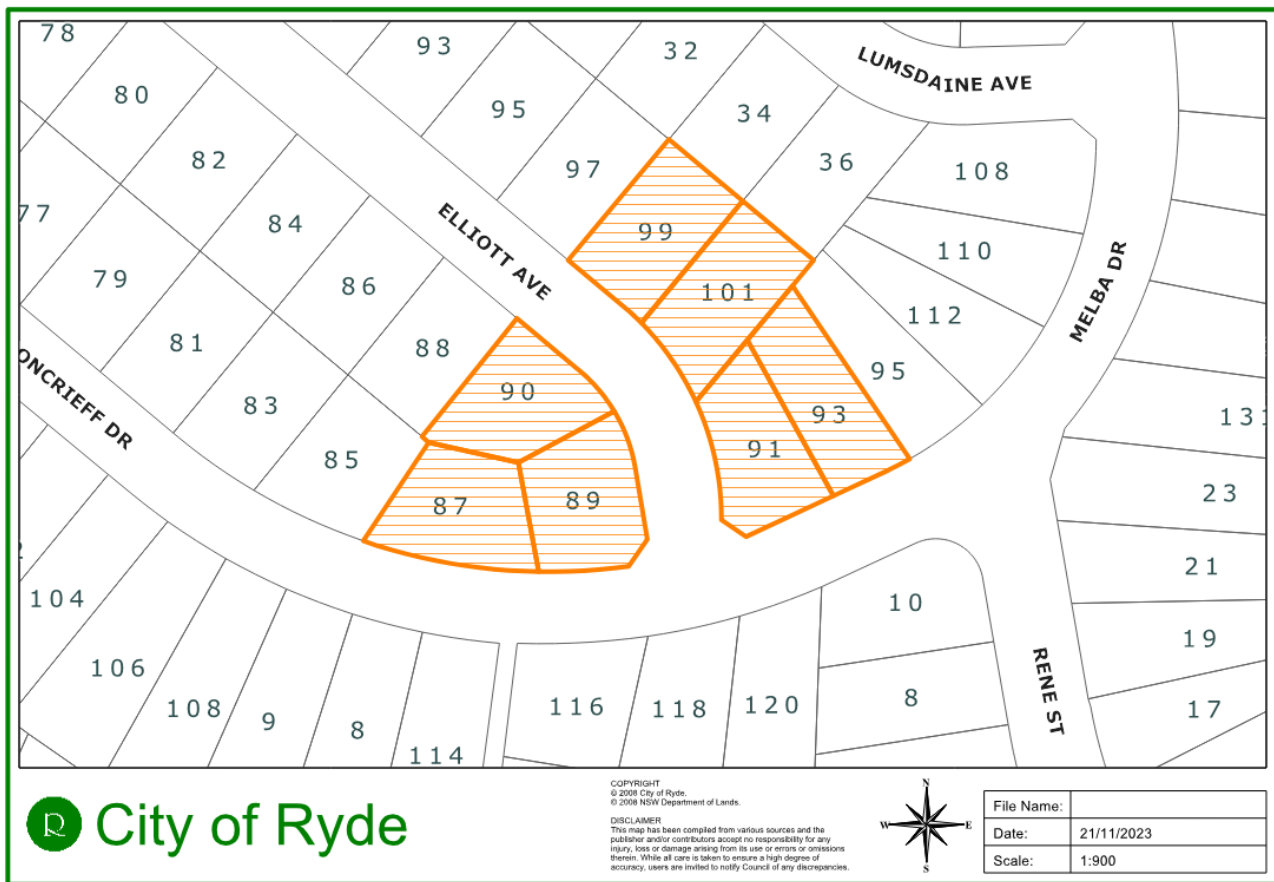 78
93
32
LUMSDAINE AVE
80
95
34
82
97
36
108
77
84
99
ELLIOTT AVE
110
79
86
101
MELBA DR
112
81
88
95
ONCRIEFF DR
83
90
93
131
85
91
87
89
23
21
104
10
106
19
RENE ST
108
9
8
114
116
118
120
8
17
City of Ryde
COPYRIGHT
© 2008 City of Ryde.
© 2008 NSW Department of Lands.
DISCLAIMER
This map has been compiled from various sources and the
publisher and/or contributors accept no responsibility for any
injury, loss or damage arising from its use or errors or omissions
therein. While all care is taken to ensure a high degree of
accuracy, users are invited to notify Council of any discrepancies.
N
W
E
S
File Name:
Date: 21/11/2023
Scale: 1:900